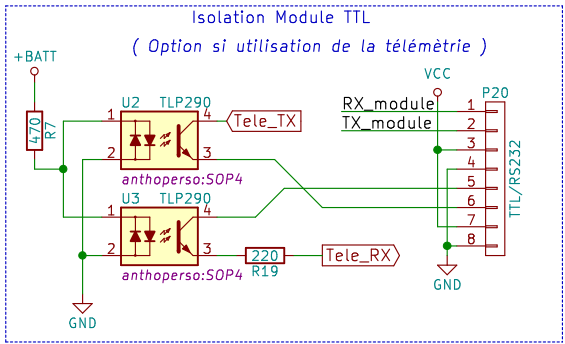 Isolation Module TTL
( Option si utilisation de la télémètrie )
+BATT
470
R7
U2 TLP290
1
2
4
3
anthoperso:SOP4
Tele_TX
U3 TLP290
1
2
4
3
anthoperso:SOP4
220
R19
Tele_RX
GND
VCC
P20
RX_module
TX_module
1
2
3
4
5
6
7
8
TTL/RS232
GND